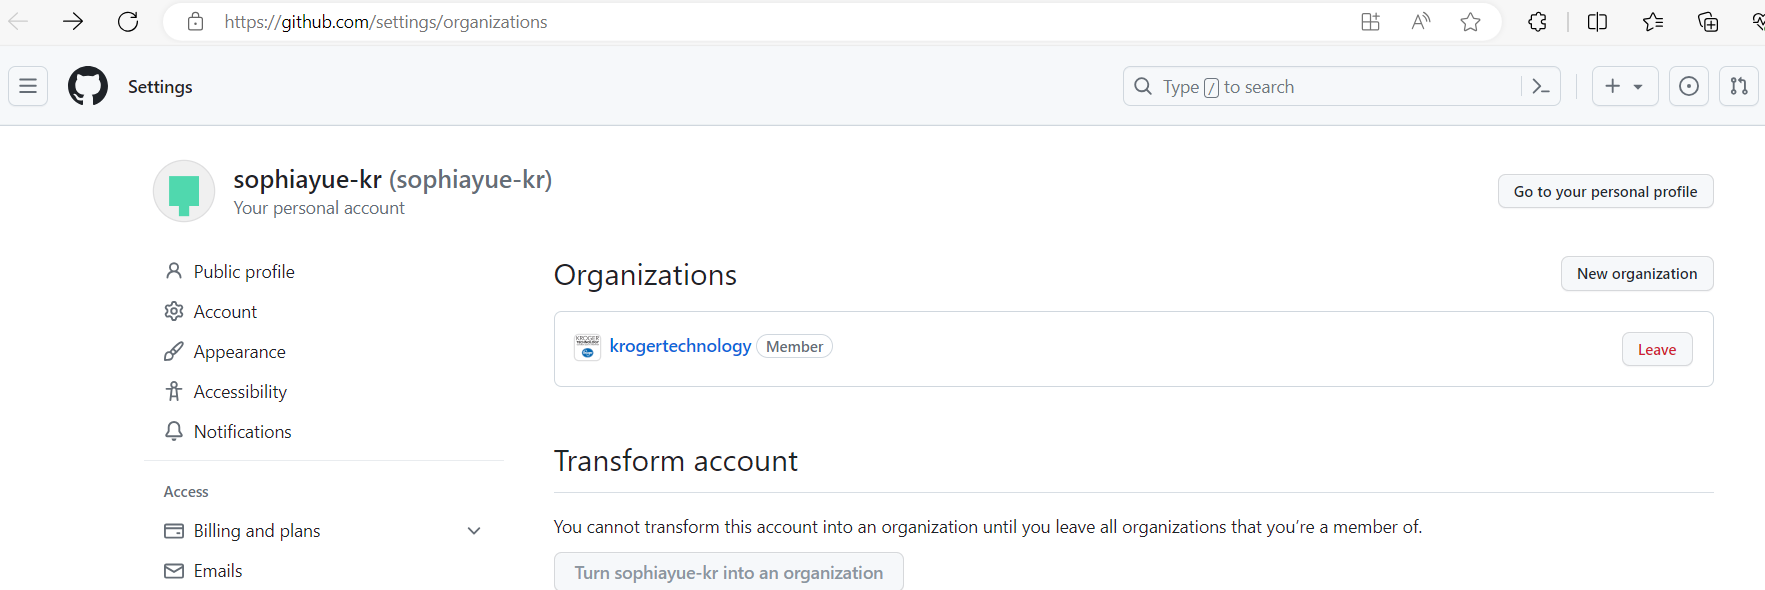 https://github.com/settings/organizations
Settings
Type / to search
sophiayue-kr (sophiayue-kr)
Your personal account
Go to your personal profile
Public profile
Account
Appearance
Accessibility
Notifications
Access
Billing and plans
Emails
Organizations
New organization
KROGER
krogertechnology Member
Leave
Transform account
You cannot transform this account into an organization until you leave all organizations that you’re a member of.
Turn sophiayue-kr into an organization